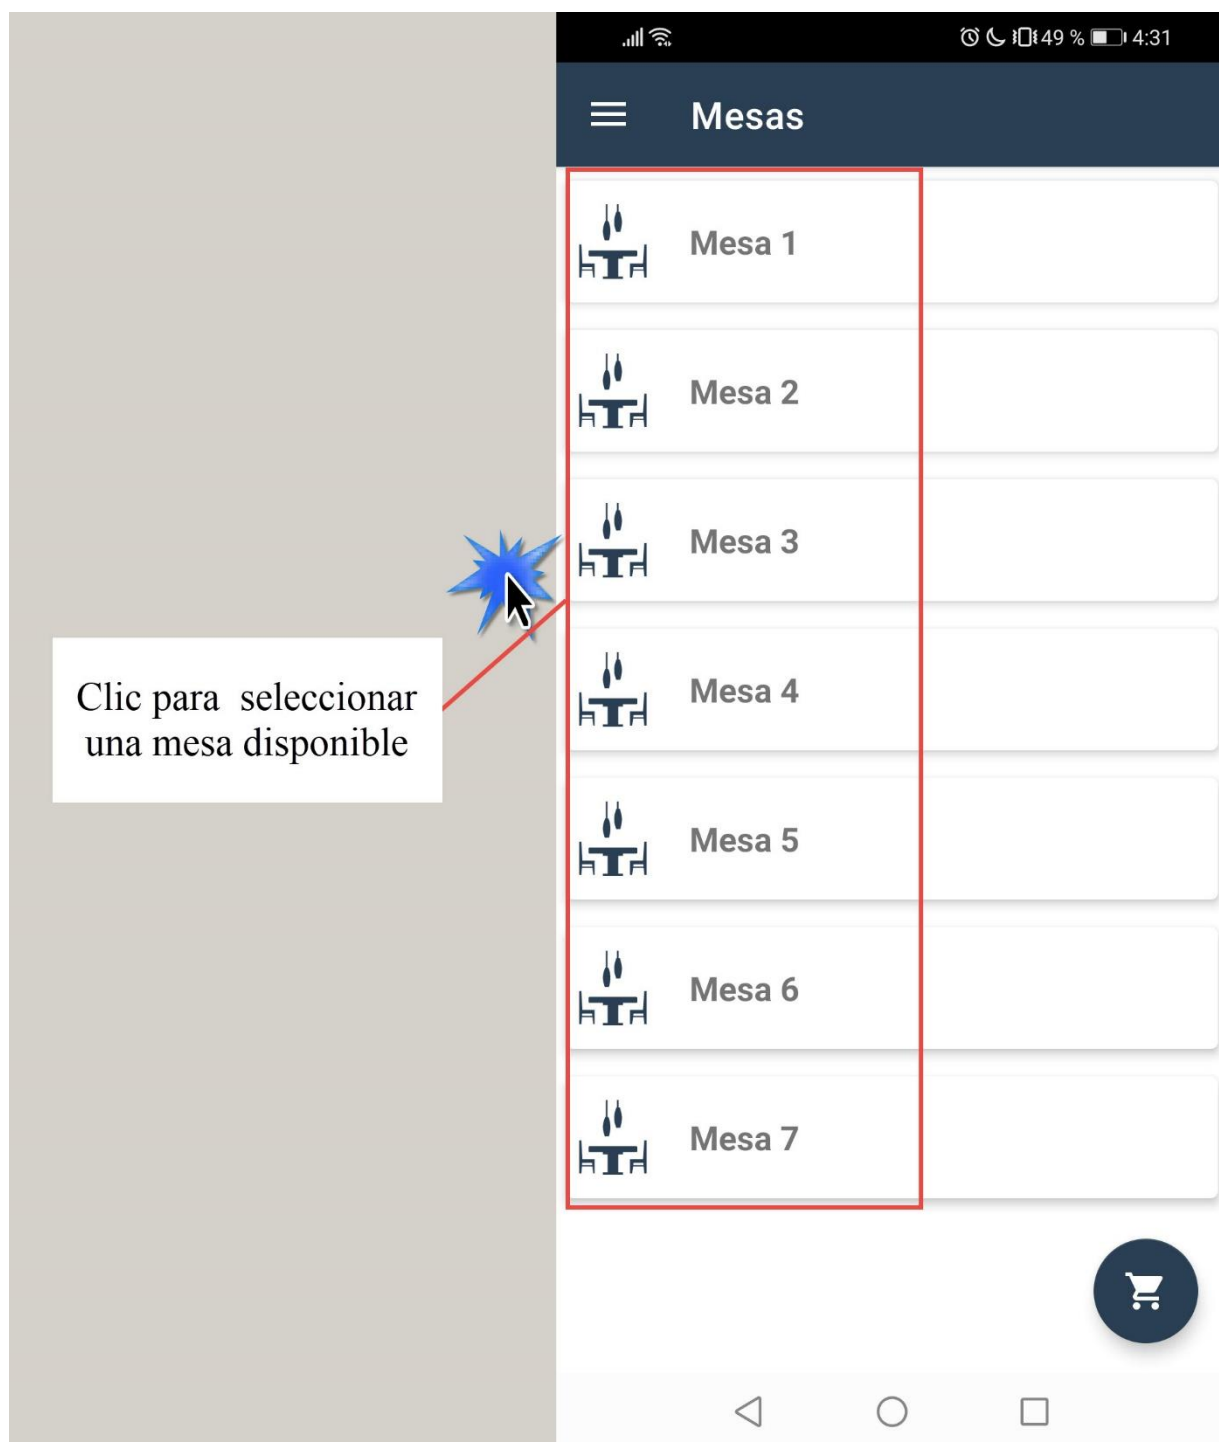 49 % 4:31
Mesas
Mesa 1
Mesa 2
Mesa 3
Mesa 4
Mesa 5
Mesa 6
Mesa 7
Clic para seleccionar
una mesa disponible